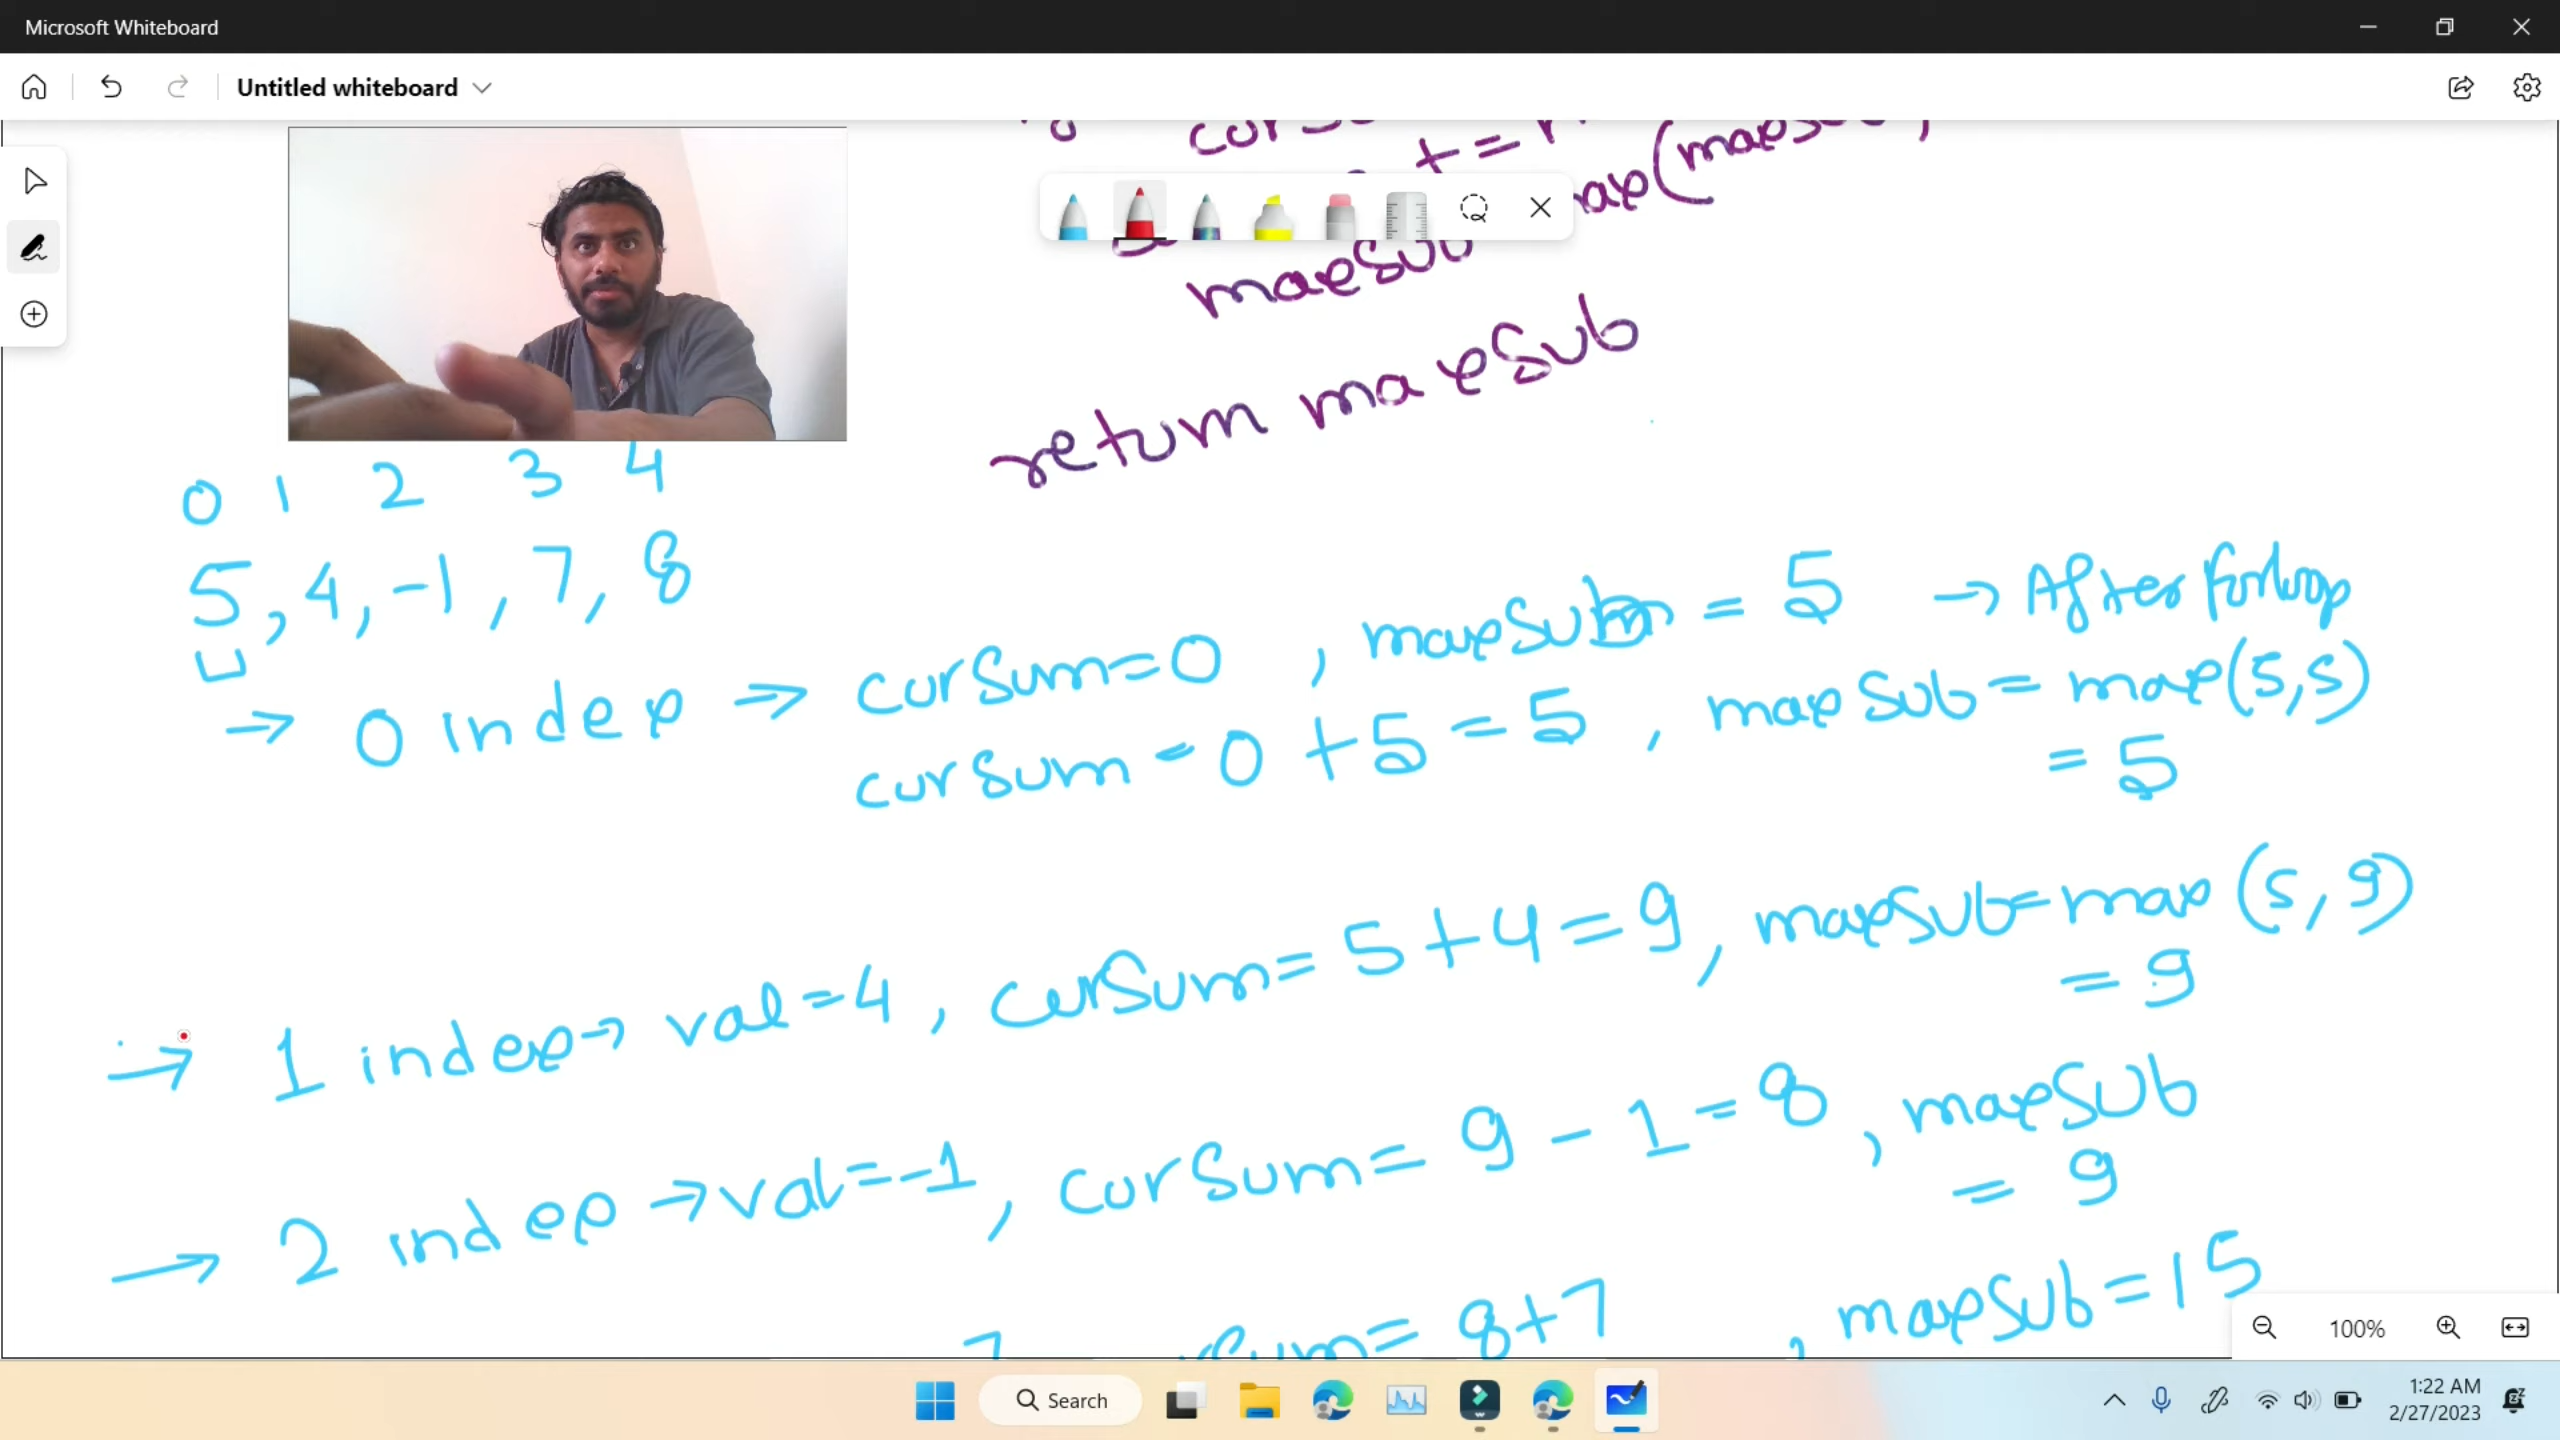 Microsoft Whiteboard
Untitled whiteboard
return maxSub
0 1 2 3 4
5, 4, -1, 7, 8
→ 0 index → curSum=0 , maxSub = 5 → After forloop
curSum = 0 + 5 = 5 , maxSub = max(5,5)
= 5
→ 1 index → val=4 , curSum = 5+4=9, maxSub=max (5, 9)
= 9
→ 2 index → val=-1, curSum= 9 - 1 = 8 , maxSub
= 9
8+7 , maxSub=15
100%
Search
1:22 AM
2/27/2023